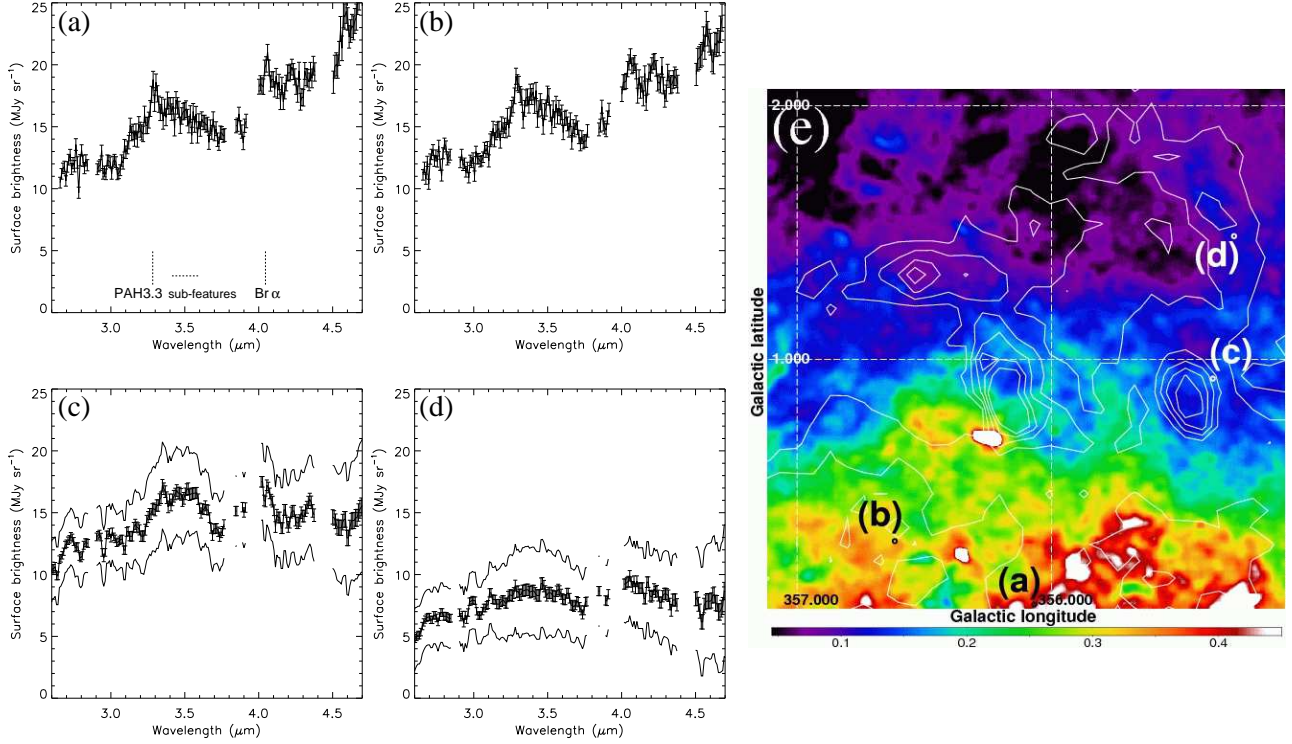 (a)
25
20
15
10
5
0
Surface brightness (MJy sr⁻¹)
PAH3.3 sub-features Br α
3.0 3.5 4.0 4.5
Wavelength (μm)
(b)
25
20
15
10
5
0
Surface brightness (MJy sr⁻¹)
3.0 3.5 4.0 4.5
Wavelength (μm)
(c)
25
20
15
10
5
0
Surface brightness (MJy sr⁻¹)
3.0 3.5 4.0 4.5
Wavelength (μm)
(d)
25
20
15
10
5
0
Surface brightness (MJy sr⁻¹)
3.0 3.5 4.0 4.5
Wavelength (μm)
(e)
2.000
(d)
1.000
(c)
Galactic latitude
(b)
(a)
357.000 356.000
Galactic longitude
0.1 0.2 0.3 0.4